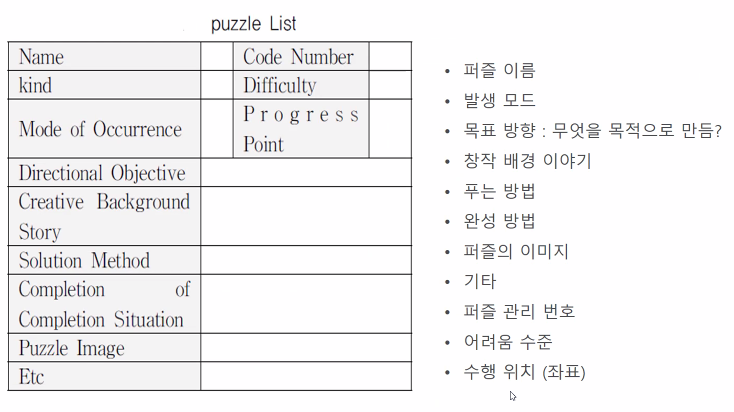 puzzle List
Name
Code Number
kind
Difficulty
Mode of Occurrence
Progress
Point
Directional Objective
Creative Background
Story
Solution Method
Completion of
Completion Situation
Puzzle Image
Etc
• 퍼즐 이름
• 발생 모드
• 목표 방향 : 무엇을 목적으로 만듬?
• 창작 배경 이야기
• 푸는 방법
• 완성 방법
• 퍼즐의 이미지
• 기타
• 퍼즐 관리 번호
• 어려움 수준
• 수행 위치 (좌표)